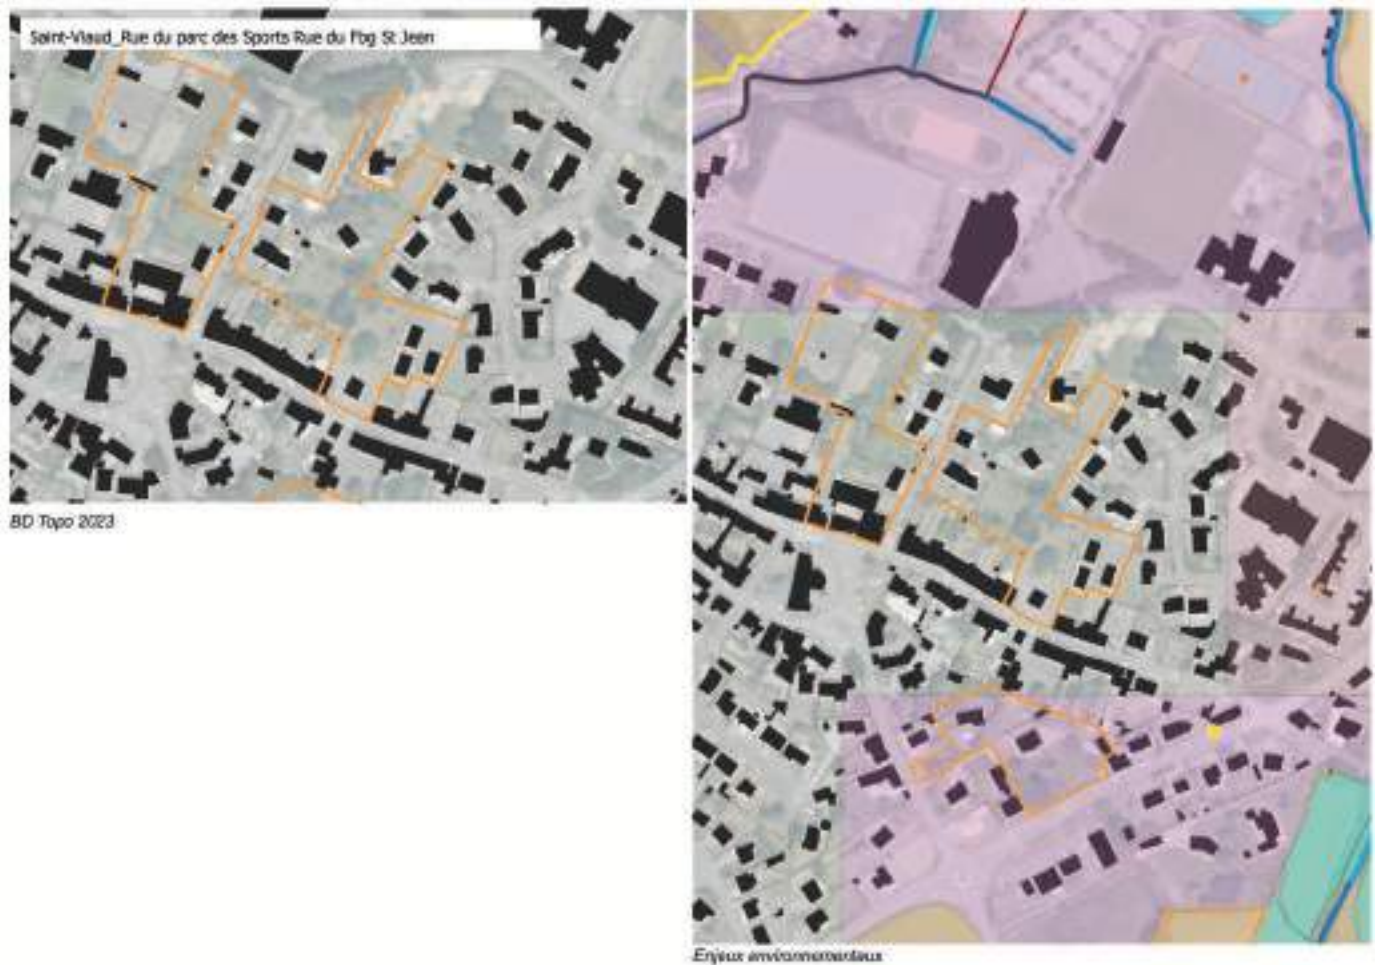 Saint-Viaud_Rue du parc des Sports Rue du Fbg St Jean
BD Topo 2023
Enjeux environnementaux